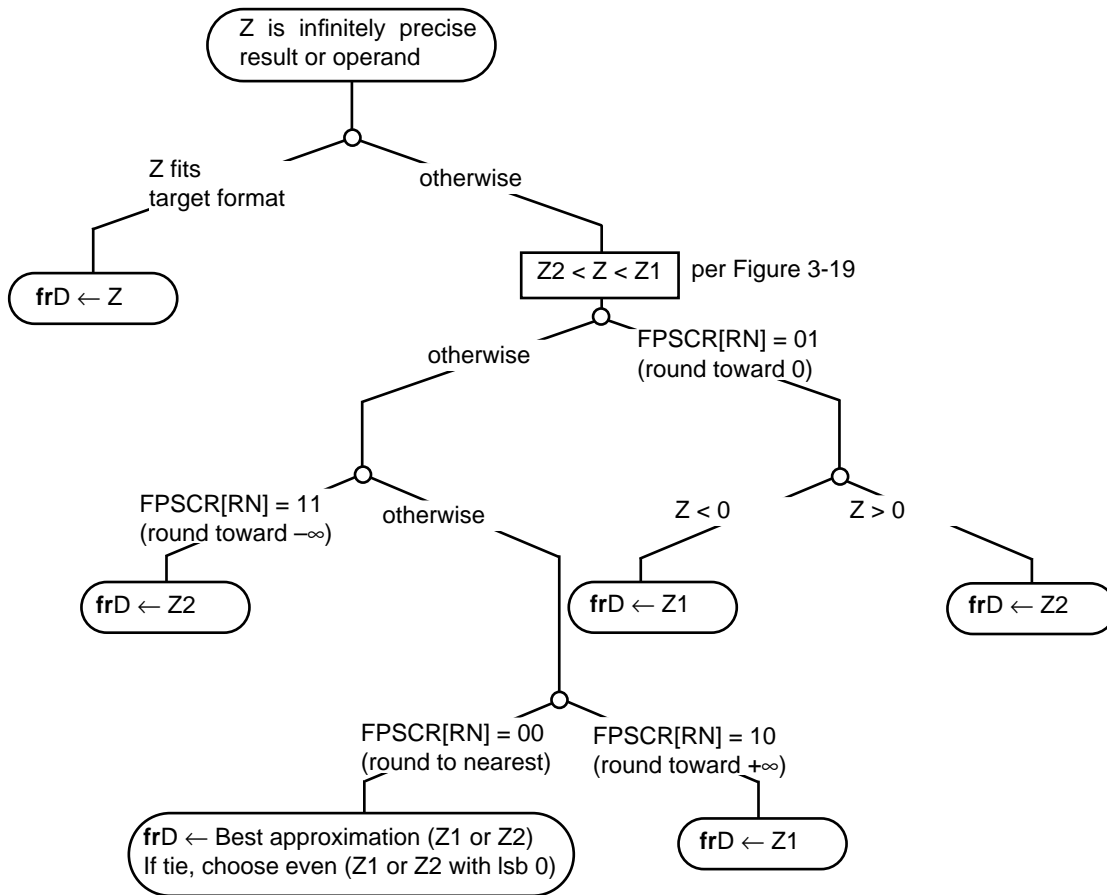 Z is infinitely precise
result or operand
Z fits
target format
otherwise
frD ← Z
Z2 < Z < Z1
per Figure 3-19
otherwise
FPSCR[RN] = 01
(round toward 0)
FPSCR[RN] = 11
(round toward –∞)
otherwise
Z < 0
Z > 0
frD ← Z2
frD ← Z1
frD ← Z2
FPSCR[RN] = 00
(round to nearest)
FPSCR[RN] = 10
(round toward +∞)
frD ← Best approximation (Z1 or Z2)
If tie, choose even (Z1 or Z2 with lsb 0)
frD ← Z1